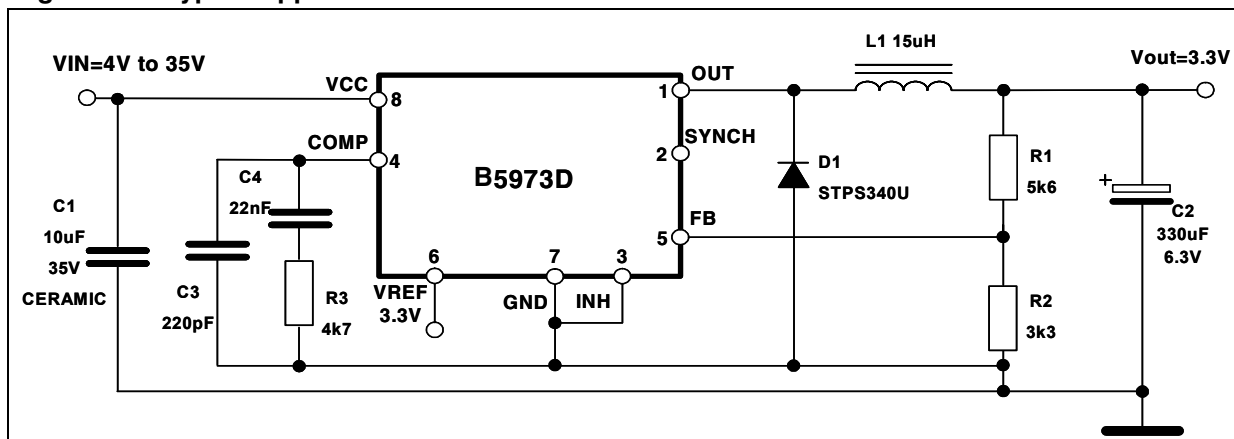 L1 15uH
VIN=4V to 35V
Vout=3.3V
VCC
OUT
8
1
COMP
SYNCH
4
2
B5973D
C4
22nF
D1
STPS340U
R1
5k6
+
C1
10uF
35V
CERAMIC
FB
5
C2
330uF
6.3V
C3
220pF
R3
4k7
6
7
3
VREF
3.3V
GND
INH
R2
3k3